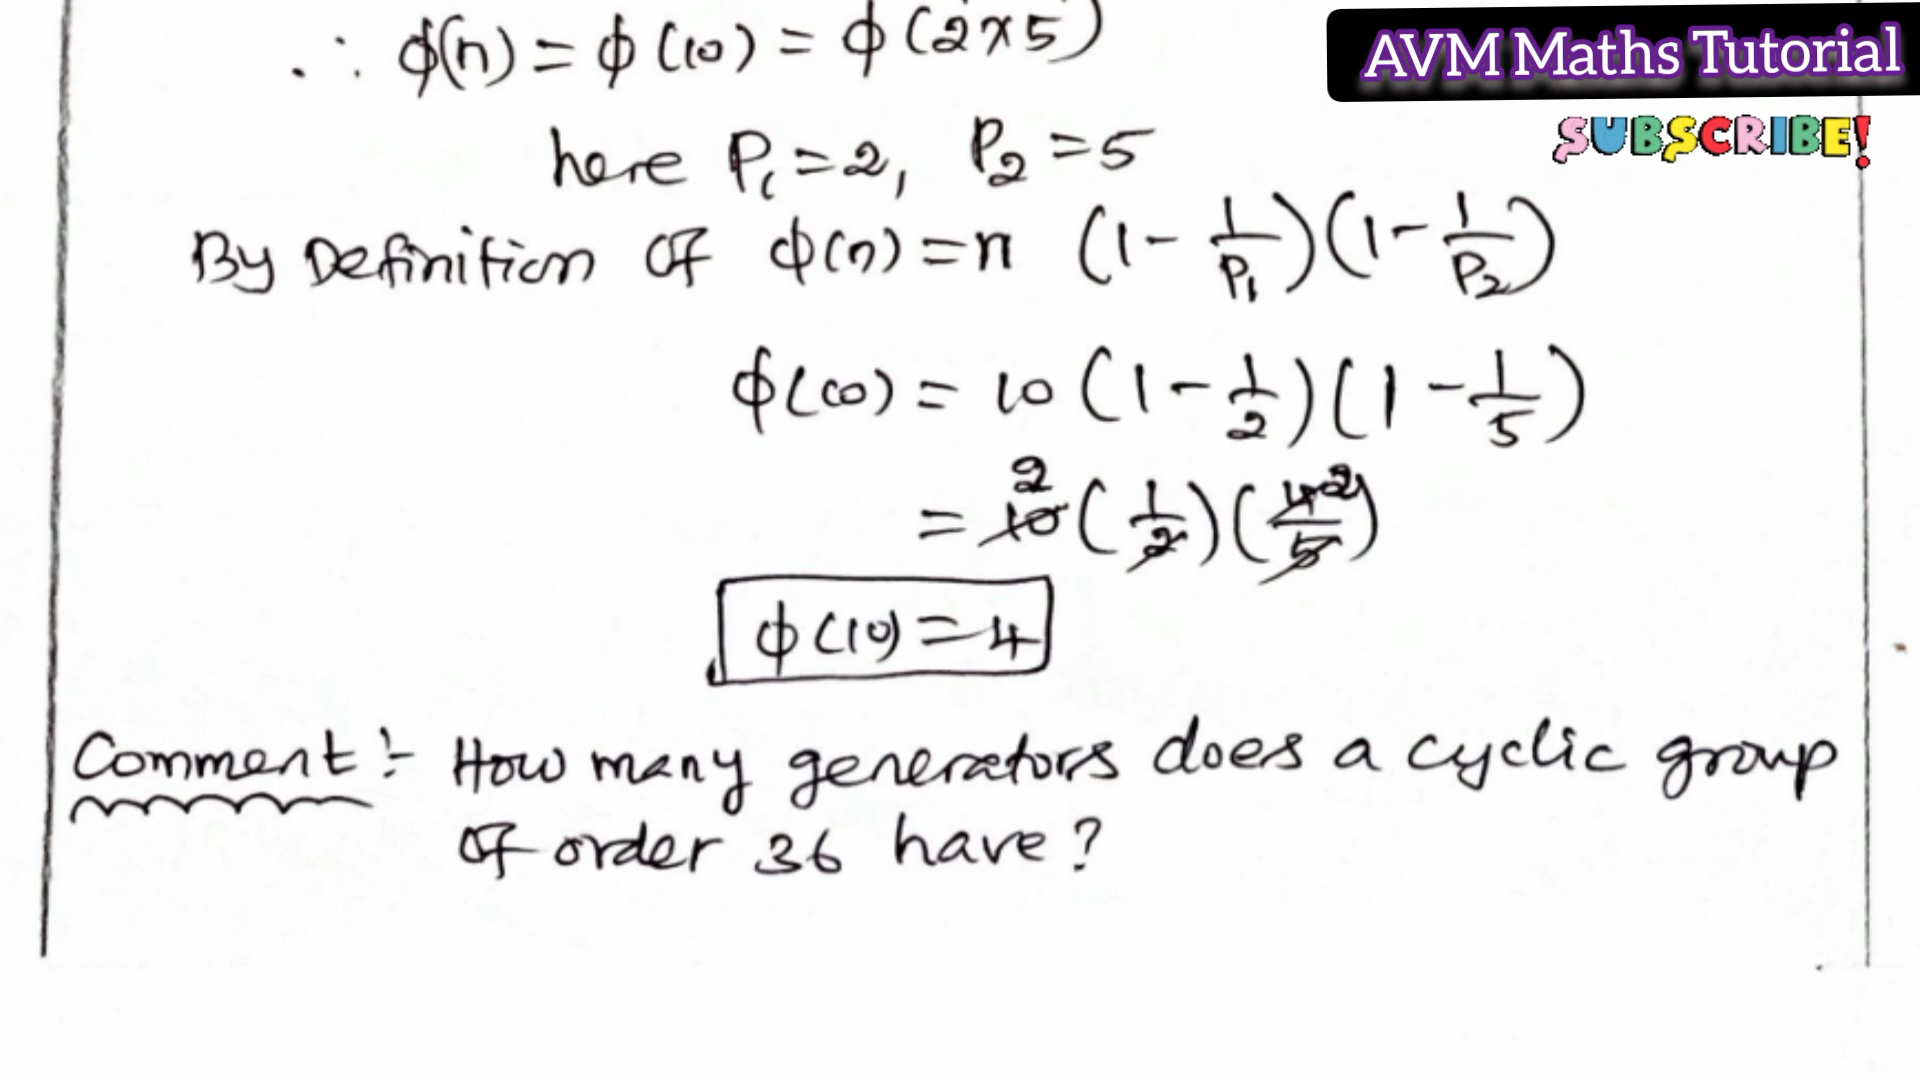 ∴ ϕ(n) = ϕ(10) = ϕ(2×5)
AVM Maths Tutorial
SUBSCRIBE!
here P₁=2, P₂=5
By Definition OF ϕ(n) = n (1 - 1/P₁)(1 - 1/P₂)
ϕ(10) = 10 (1 - 1/2)(1 - 1/5)
= 10 2 (1/2)(4 2/5)
ϕ(10) = 4
Comment :- How many generators does a cyclic group
OF order 36 have?